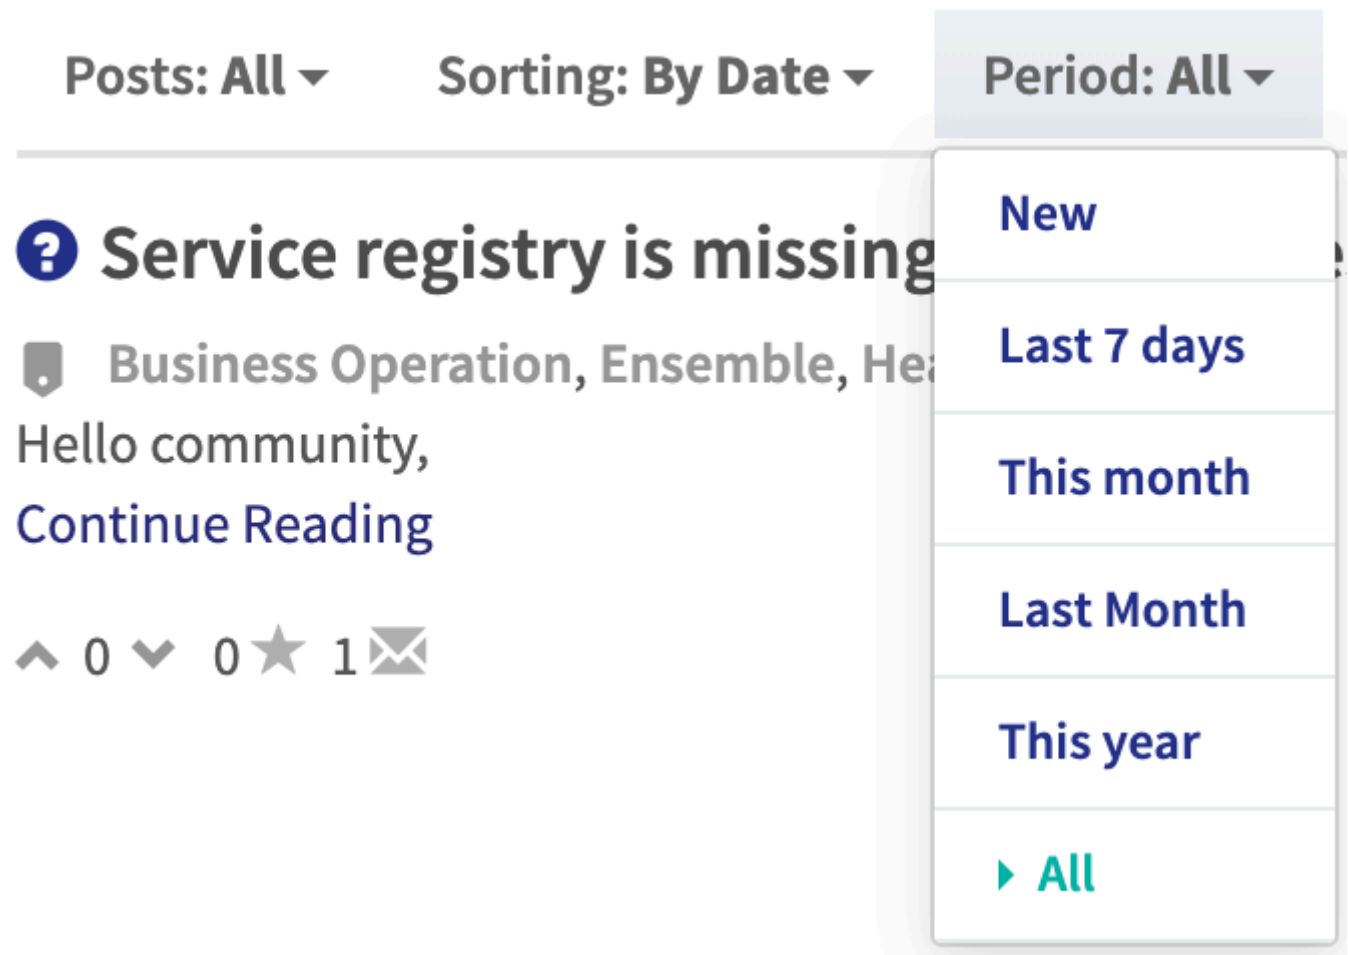 Posts: All Sorting: By Date Period: All
Service registry is missing
Business Operation, Ensemble,
Hello community,
Continue Reading
0 0 1
New
Last 7 days
This month
Last Month
This year
All